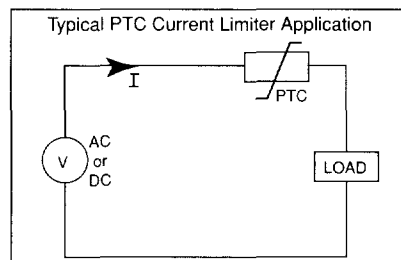 Typical PTC Current Limiter Application
I
PTC
AC
or
DC
V
LOAD